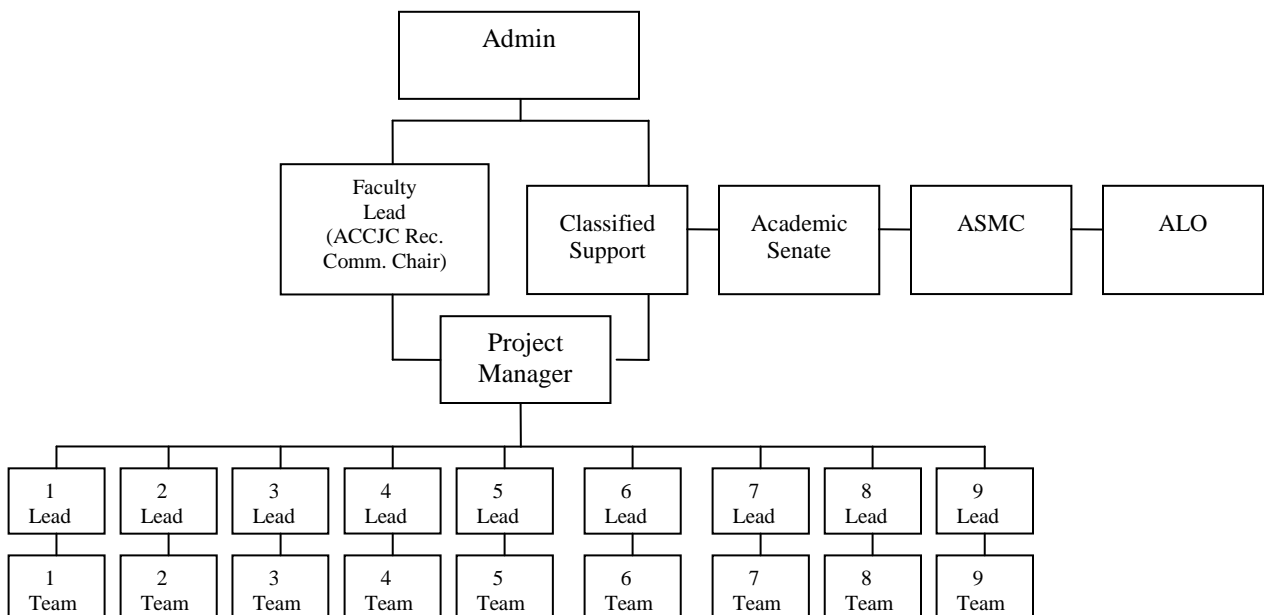 Admin
Faculty
Lead
(ACCJC Rec.
Comm. Chair)
Classified
Support
Academic
Senate
ASMC
ALO
Project
Manager
1
Lead
2
Lead
3
Lead
4
Lead
5
Lead
6
Lead
7
Lead
8
Lead
9
Lead
1
Team
2
Team
3
Team
4
Team
5
Team
6
Team
7
Team
8
Team
9
Team